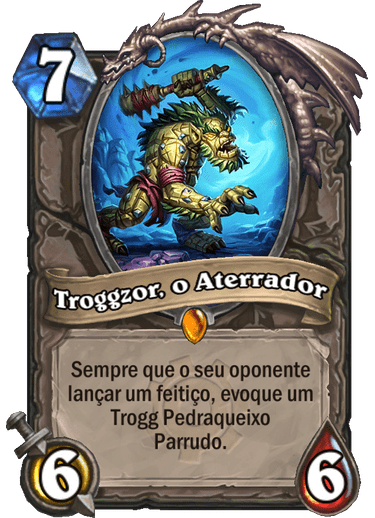 7
Troggzor, o Aterrador
Sempre que o seu oponente
lançar um feitiço, evoque um
Trogg Pedraqueixo
Parrudo.
6
6